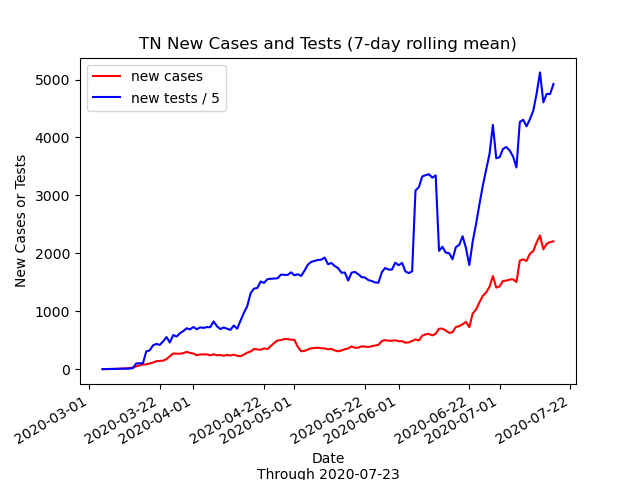 TN New Cases and Tests (7-day rolling mean)
new cases
new tests / 5
5000
4000
3000
2000
1000
0
New Cases or Tests
2020-03-01
2020-03-22
2020-04-01
2020-04-22
2020-05-01
2020-05-22
2020-06-01
2020-06-22
2020-07-01
2020-07-22
Date
Through 2020-07-23